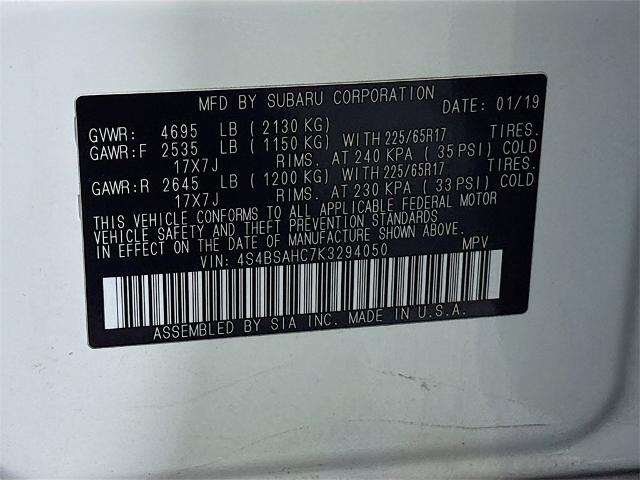 MFD BY SUBARU CORPORATION DATE: 01/19
GVWR: 4695 LB (2130 KG)
GAWR:F 2535 LB (1150 KG) WITH 225/65R17 TIRES.
17X7J RIMS. AT 240 KPA (35 PSI) COLD
GAWR:R 2645 LB (1200 KG) WITH 225/65R17 TIRES.
17X7J RIMS. AT 230 KPA (33 PSI) COLD
THIS VEHICLE CONFORMS TO ALL APPLICABLE FEDERAL MOTOR
VEHICLE SAFETY AND THEFT PREVENTION STANDARDS
IN EFFECT ON DATE OF MANUFACTURE SHOWN ABOVE.
VIN: 4S4BSAHC7K3294050 MPV
ASSEMBLED BY SIA INC. MADE IN U.S.A.